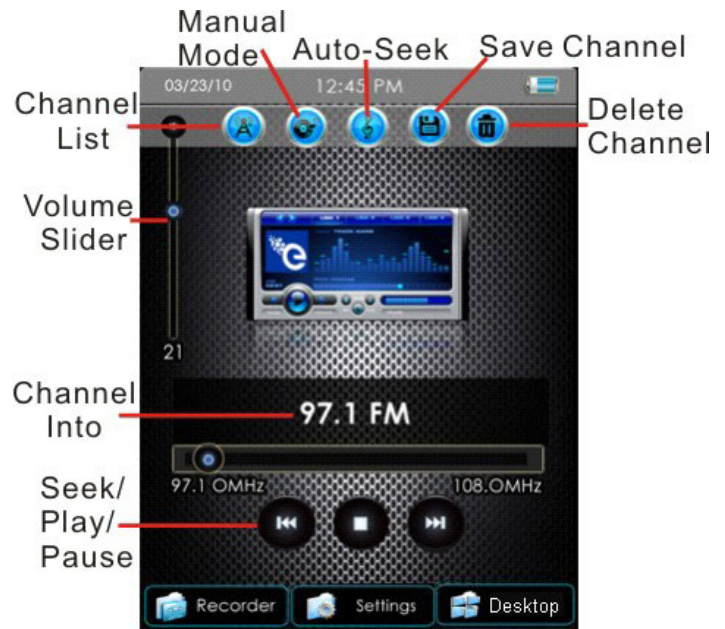 Manual
Mode
Auto-Seek
Save Channel
03/23/10
12:45 PM
Channel
List
Delete
Channel
Volume
Slider
21
Channel
Into
97.1 FM
97.1 OMHz
108.OMHz
Seek/
Play/
Pause
Recorder
Settings
Desktop